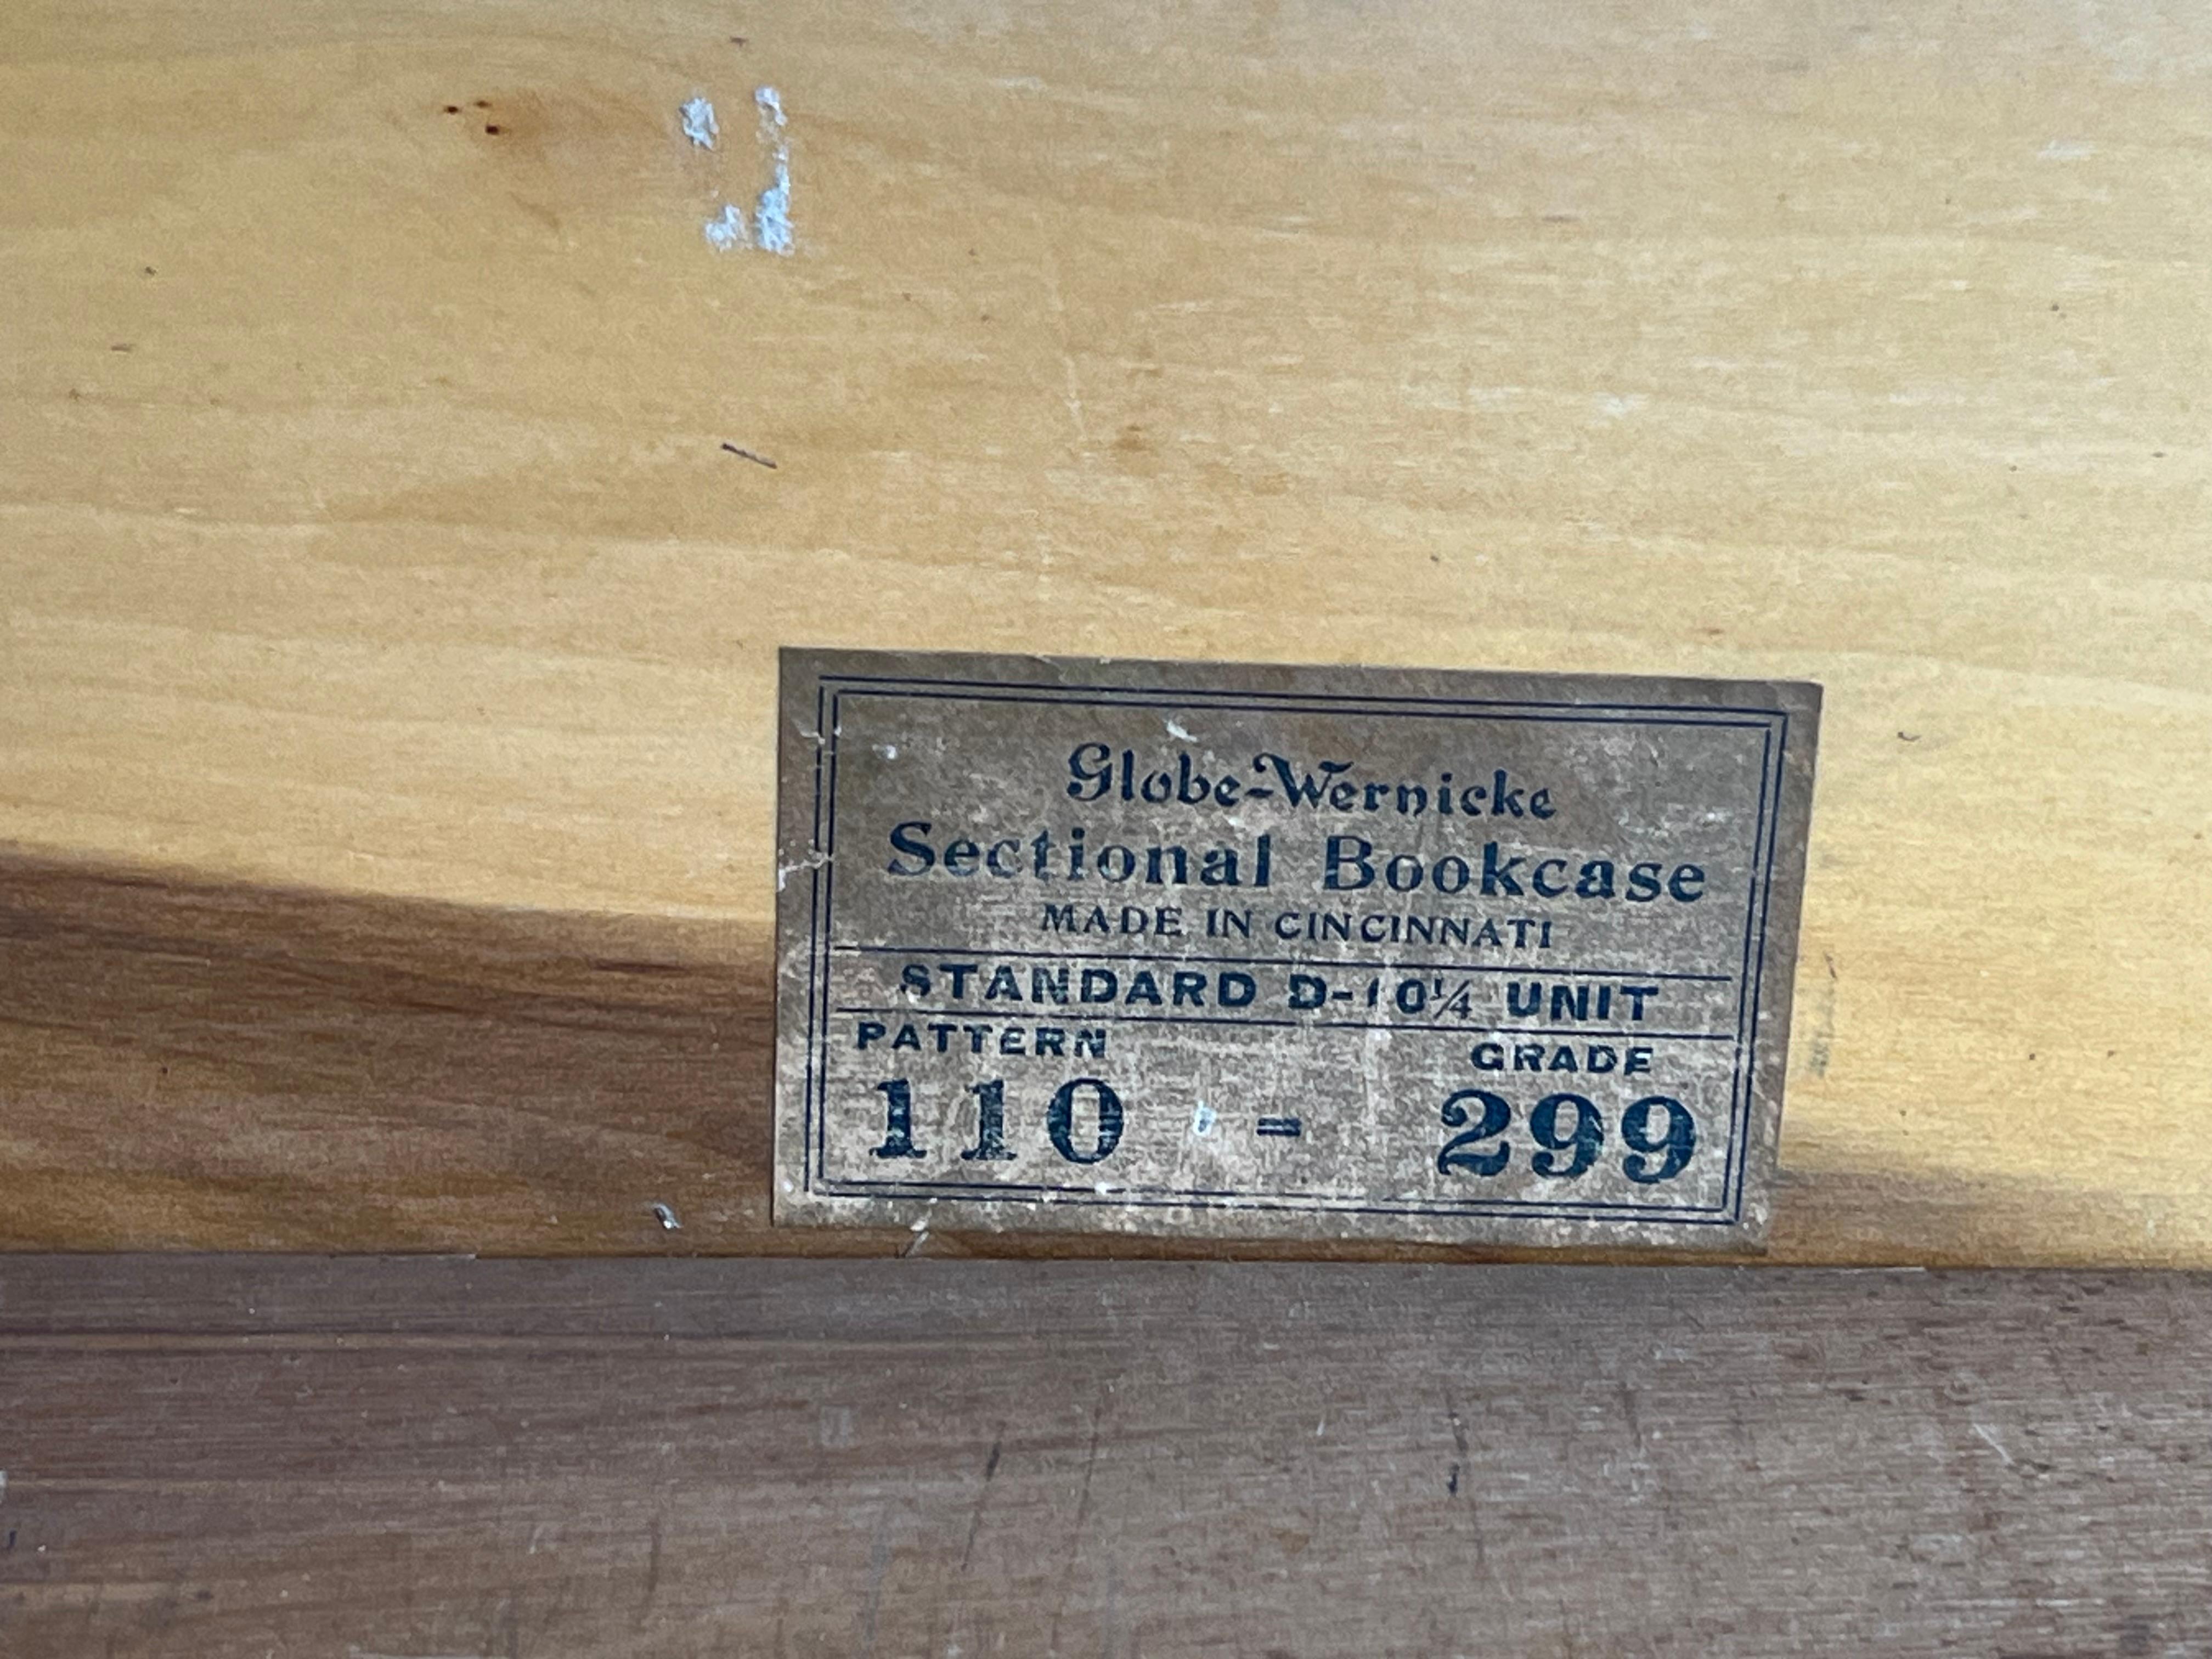 Globe-Wernicke
Sectional Bookcase
MADE IN CINCINNATI
STANDARD D-10¼ UNIT
PATTERN GRADE
110 - 299